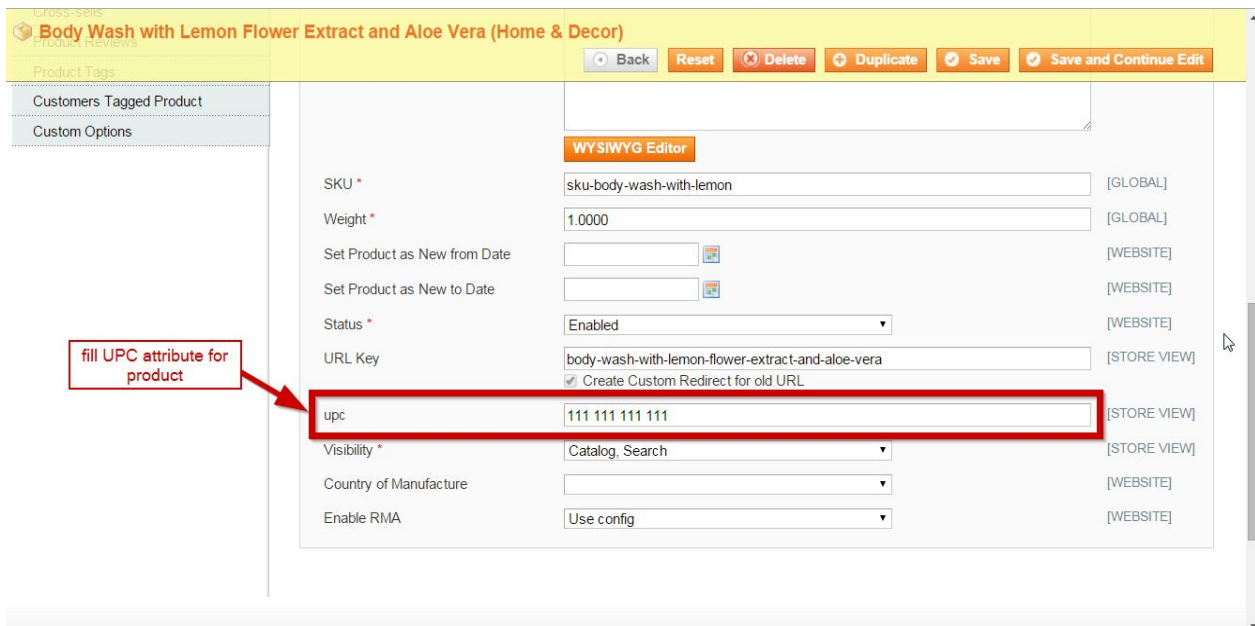 Cross-sells
Body Wash with Lemon Flower Extract and Aloe Vera (Home & Decor)
Product Reviews
Back Reset Delete Duplicate Save Save and Continue Edit
Product Tags
Customers Tagged Product
Custom Options
WYSIWYG Editor
SKU * sku-body-wash-with-lemon [GLOBAL]
Weight * 1.0000 [GLOBAL]
Set Product as New from Date [WEBSITE]
Set Product as New to Date [WEBSITE]
Status * Enabled [WEBSITE]
fill UPC attribute for
product
URL Key body-wash-with-lemon-flower-extract-and-aloe-vera [STORE VIEW]
Create Custom Redirect for old URL
upc 111 111 111 111 [STORE VIEW]
Visibility * Catalog, Search [STORE VIEW]
Country of Manufacture [WEBSITE]
Enable RMA Use config [WEBSITE]